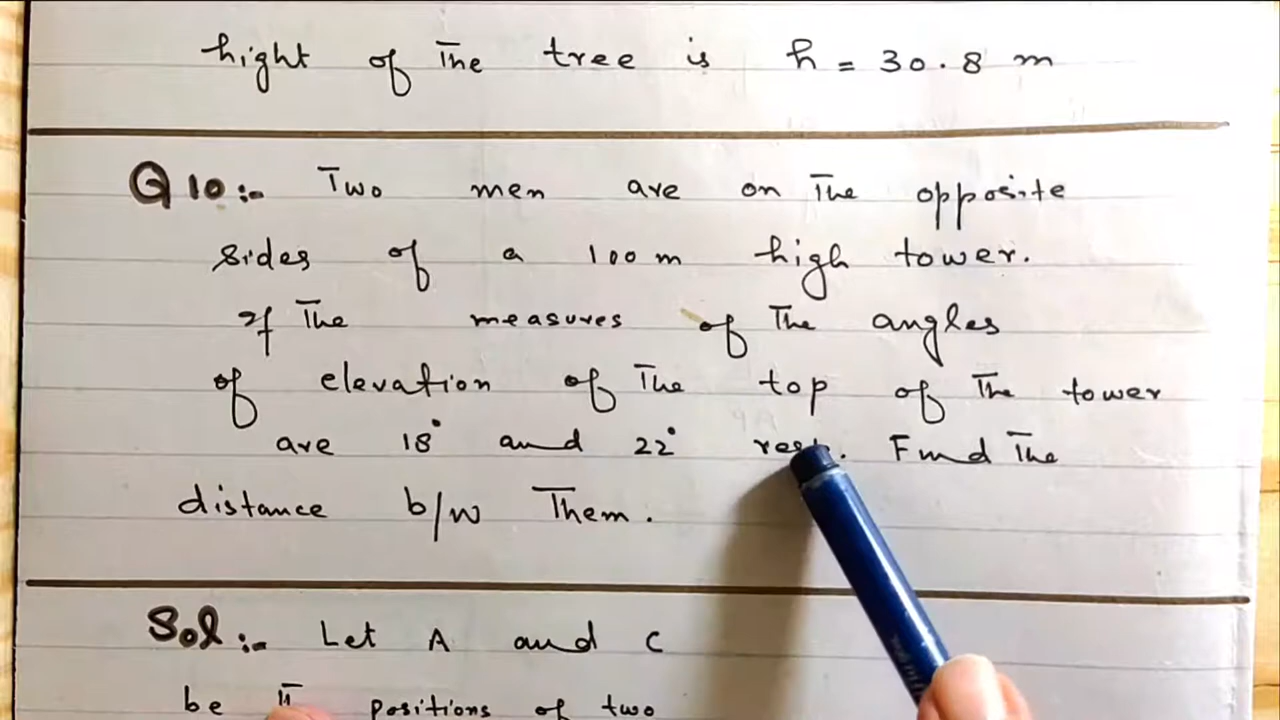 hight of The tree is h = 30.8 m
Q10:- Two men are on The opposite
sides of a 100m high tower.
If The measures of The angles
of elevation of The top of The tower
are 18° and 22° resp. Find The
distance b/w Them.
Sol:- Let A and C
be positions of two